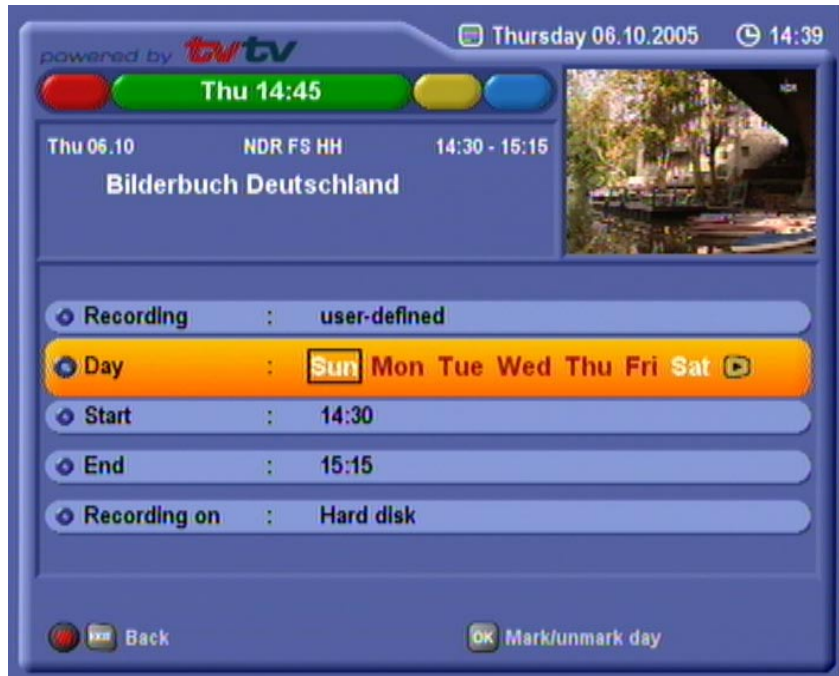 Thursday 06.10.2005 14:39
powered by tvtv
Thu 14:45
Thu 06.10 NDR FS HH 14:30 - 15:15
Bilderbuch Deutschland
Recording : user-defined
Day : Sun Mon Tue Wed Thu Fri Sat
Start : 14:30
End : 15:15
Recording on : Hard disk
EXIT Back OK Mark/unmark day